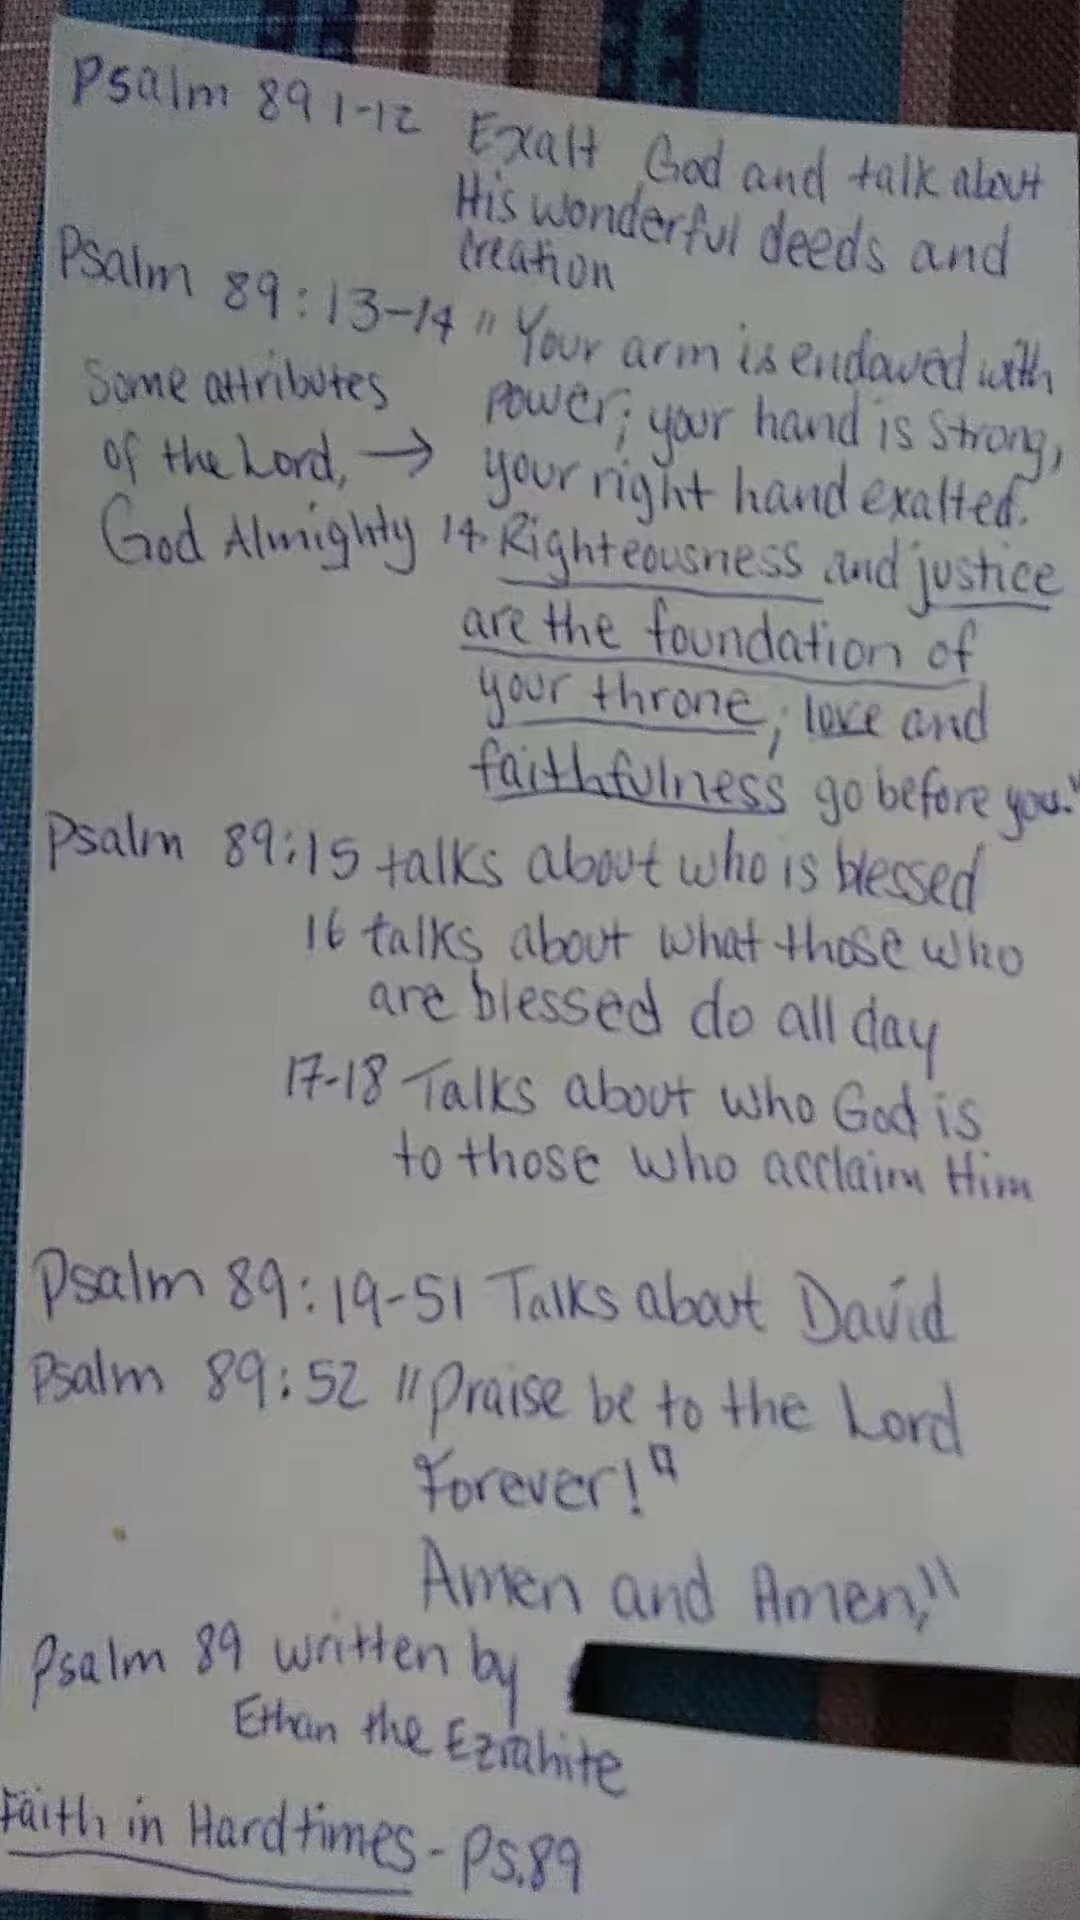 Psalm 89 1-12 Exalt God and talk about
His wonderful deeds and
creation
Psalm 89:13-14 "Your arm is endowed with
Some attributes power; your hand is strong,
of the Lord, → your right hand exalted.
God Almighty 14. Righteousness and justice
are the foundation of
your throne; love and
faithfulness go before you."
Psalm 89:15 talks about who is blessed
16 talks about what those who
are blessed do all day
17-18 Talks about who God is
to those who acclaim Him
Psalm 89:19-51 Talks about David
Psalm 89:52 "Praise be to the Lord
Forever!"
Amen and Amen."
Psalm 89 written by
Ethan the Ezrahite
Faith in Hard times - Ps.89